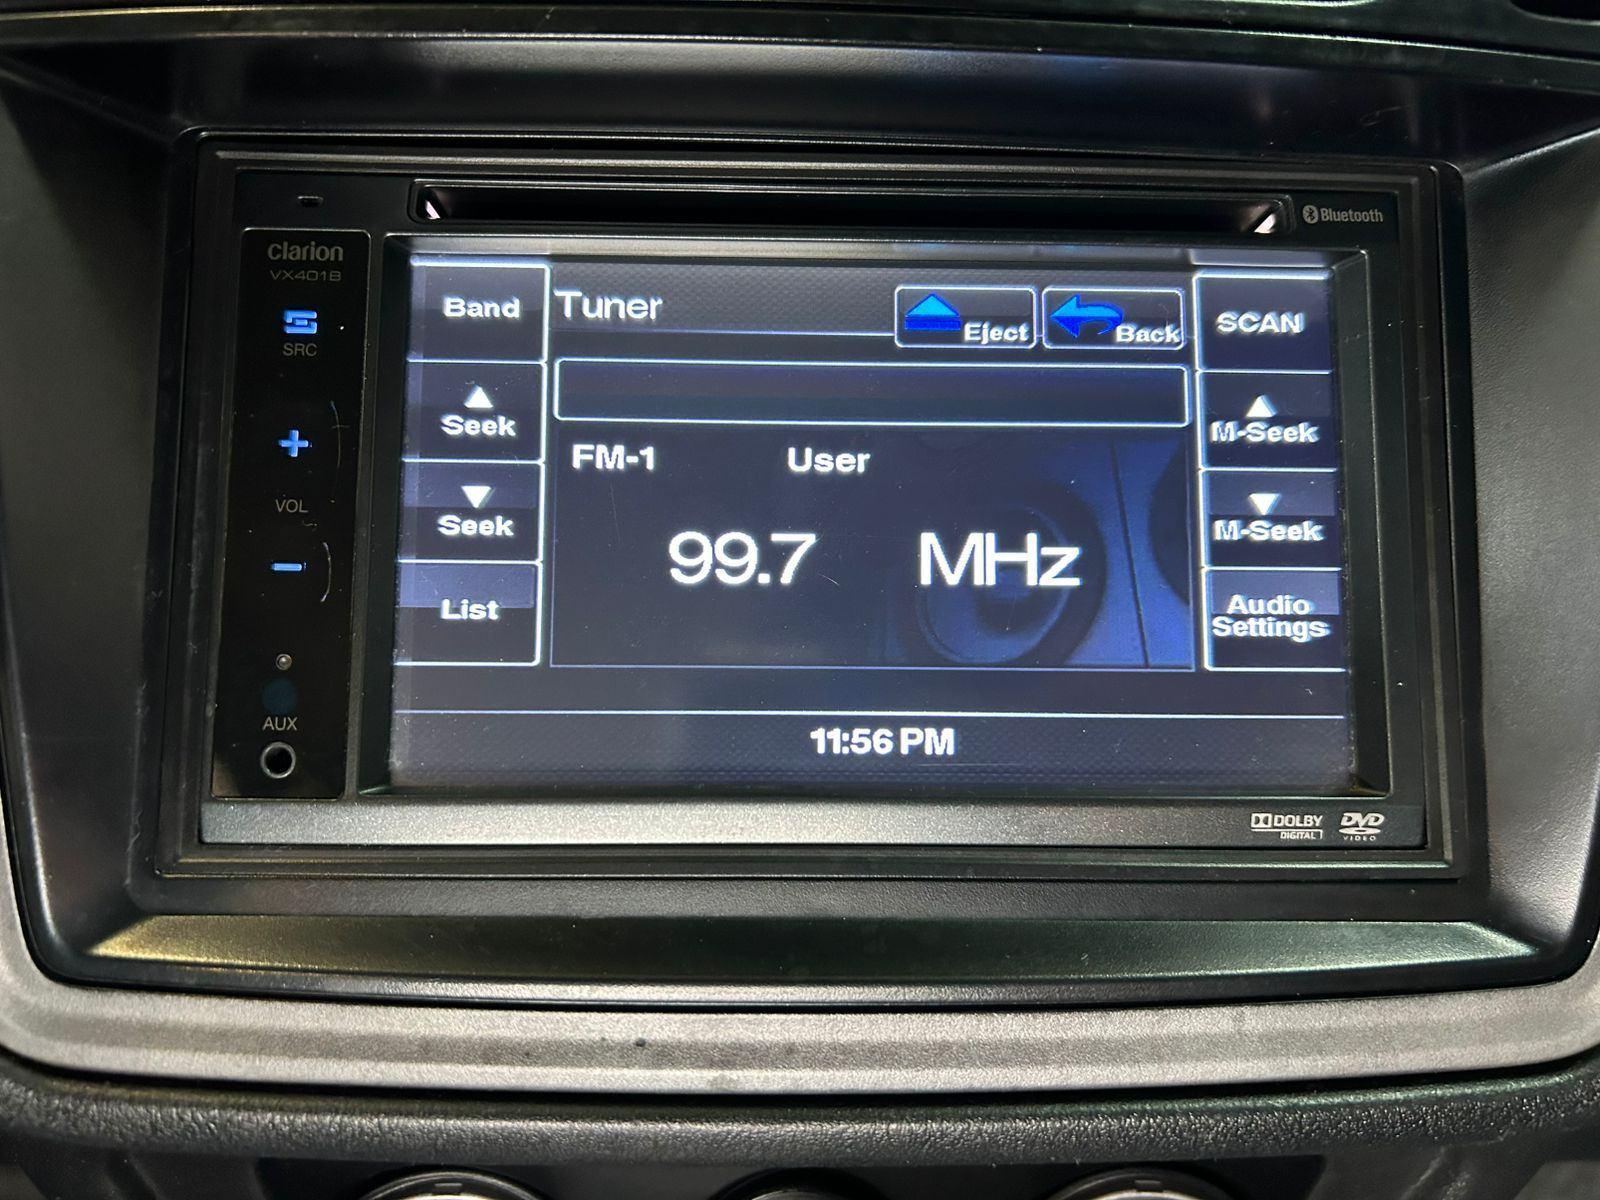 Bluetooth
clarion
VX401B
SRC
VOL
AUX
Band
Tuner
Eject
Back
SCAN
Seek
M-Seek
FM-1
User
Seek
M-Seek
99.7 MHz
List
Audio
Settings
11:56 PM
DOLBY
DIGITAL
DVD
VIDEO